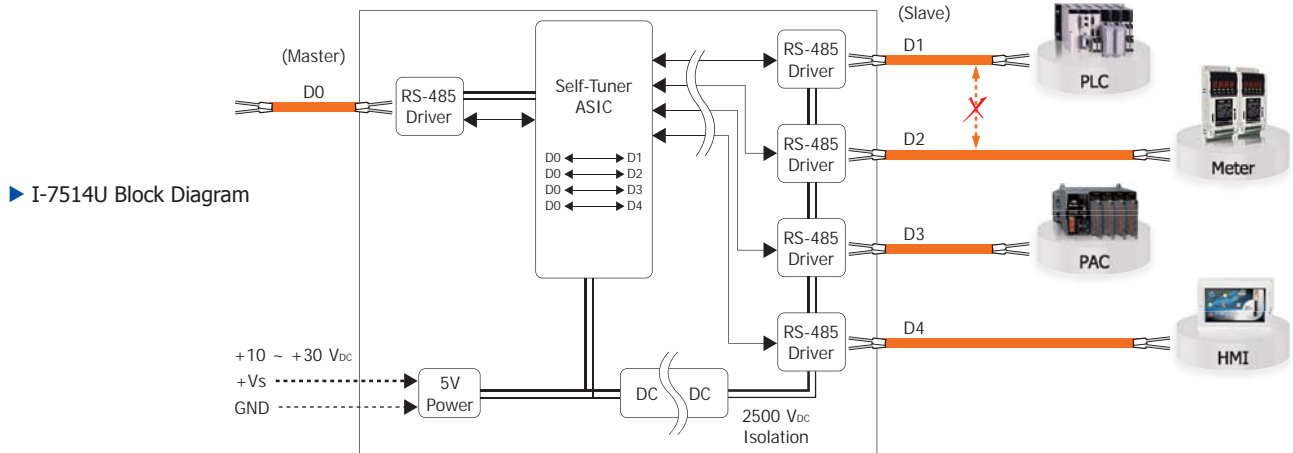 (Master)
D0
RS-485
Driver
Self-Tuner
ASIC
D0 D1
D0 D2
D0 D3
D0 D4
(Slave)
RS-485
Driver
D1
PLC
RS-485
Driver
D2
X
Meter
RS-485
Driver
D3
PAC
RS-485
Driver
D4
HMI
I-7514U Block Diagram
+10 ~ +30 VDC
+Vs
GND
5V
Power
DC DC
2500 VDC
Isolation